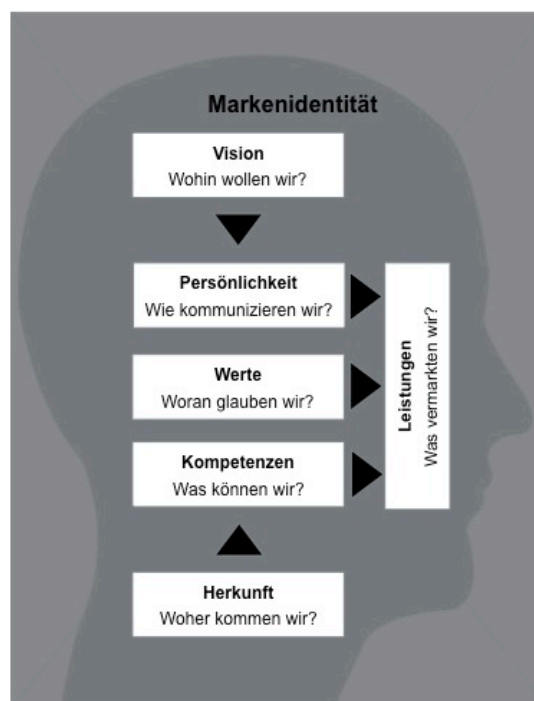 Markenidentität
Vision
Wohin wollen wir?
Persönlichkeit
Wie kommunizieren wir?
Werte
Woran glauben wir?
Kompetenzen
Was können wir?
Leistungen
Was vermarkten wir?
Herkunft
Woher kommen wir?